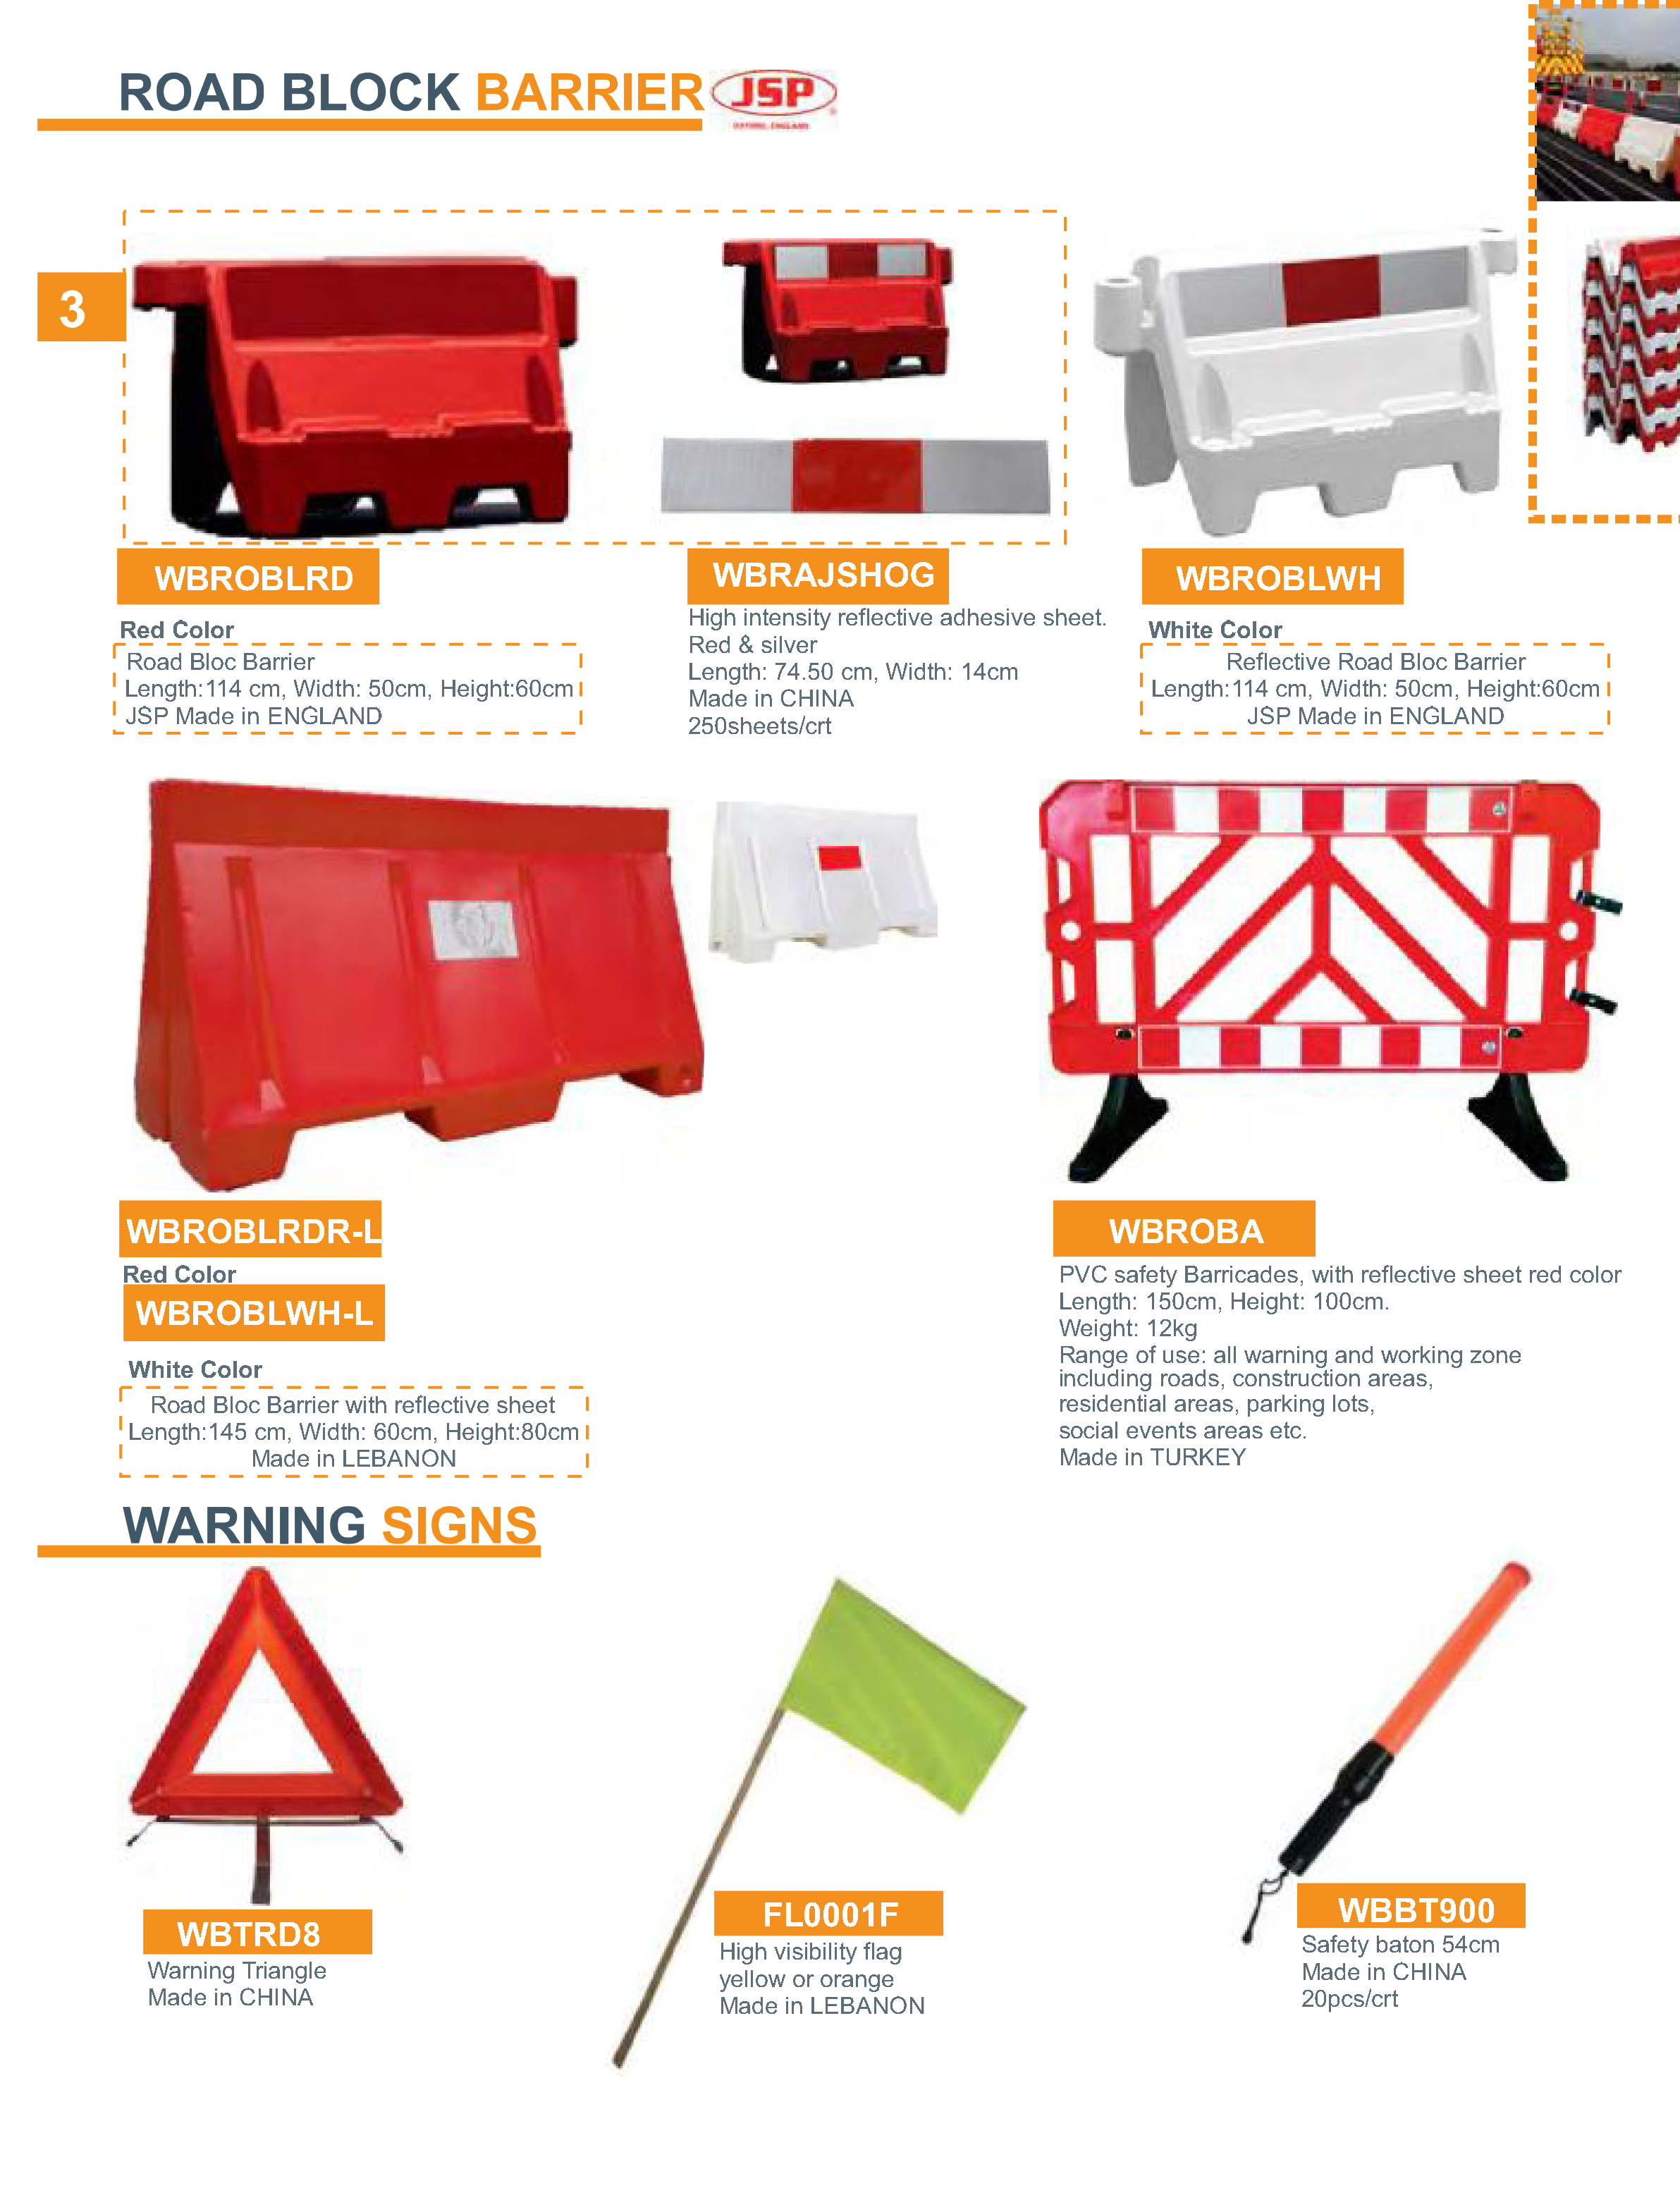 ROAD BLOCK BARRIER
JSP
OXFORD, ENGLAND
3
WBROBLRD
Red Color
Road Bloc Barrier
Length:114 cm, Width: 50cm, Height:60cm
JSP Made in ENGLAND
WBRAJSHOG
High intensity reflective adhesive sheet.
Red & silver
Length: 74.50 cm, Width: 14cm
Made in CHINA
250sheets/crt
WBROBLWH
White Color
Reflective Road Bloc Barrier
Length:114 cm, Width: 50cm, Height:60cm
JSP Made in ENGLAND
WBROBLRDR-L
Red Color
WBROBLWH-L
White Color
Road Bloc Barrier with reflective sheet
Length:145 cm, Width: 60cm, Height:80cm
Made in LEBANON
WBROBA
PVC safety Barricades, with reflective sheet red color
Length: 150cm, Height: 100cm.
Weight: 12kg
Range of use: all warning and working zone
including roads, construction areas,
residential areas, parking lots,
social events areas etc.
Made in TURKEY
WARNING SIGNS
WBTRD8
Warning Triangle
Made in CHINA
FL0001F
High visibility flag
yellow or orange
Made in LEBANON
WBBT900
Safety baton 54cm
Made in CHINA
20pcs/crt